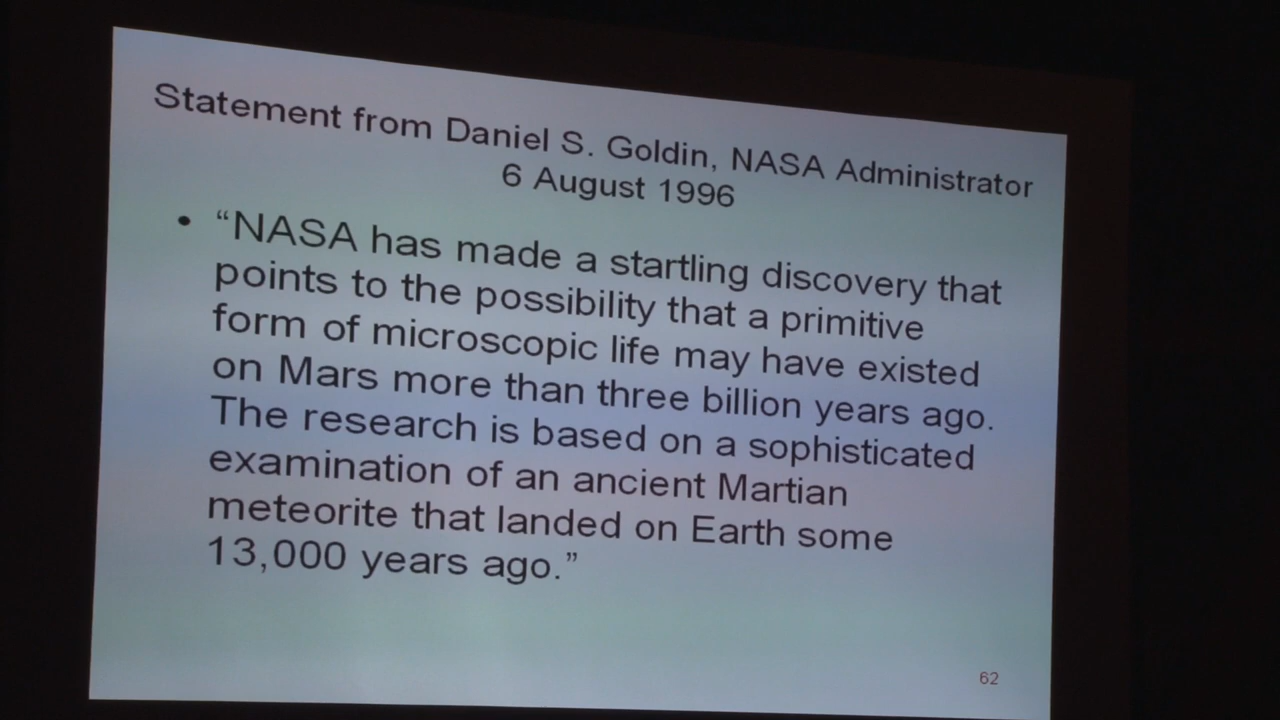 Statement from Daniel S. Goldin, NASA Administrator
6 August 1996
• “NASA has made a startling discovery that
points to the possibility that a primitive
form of microscopic life may have existed
on Mars more than three billion years ago.
The research is based on a sophisticated
examination of an ancient Martian
meteorite that landed on Earth some
13,000 years ago.”
62